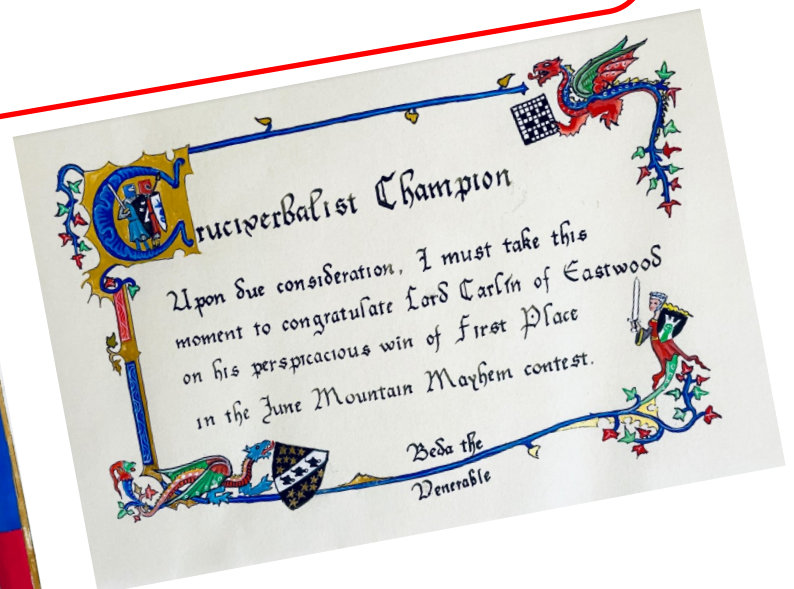 Cruciverbalist Champion
Upon due consideration, I must take this
moment to congratulate Lord Carlin of Eastwood
on his perspicacious win of First Place
in the June Mountain Mayhem contest.
Beda the
Venerable